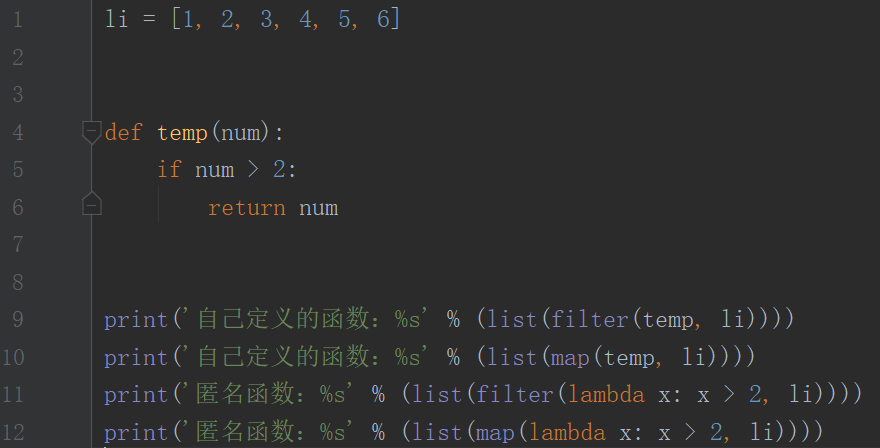 1 li = [1, 2, 3, 4, 5, 6]
2
3
4 def temp(num):
5     if num > 2:
6         return num
7
8
9 print('自己定义的函数：%s' % (list(filter(temp, li))))
10 print('自己定义的函数：%s' % (list(map(temp, li))))
11 print('匿名函数：%s' % (list(filter(lambda x: x > 2, li))))
12 print('匿名函数：%s' % (list(map(lambda x: x > 2, li))))